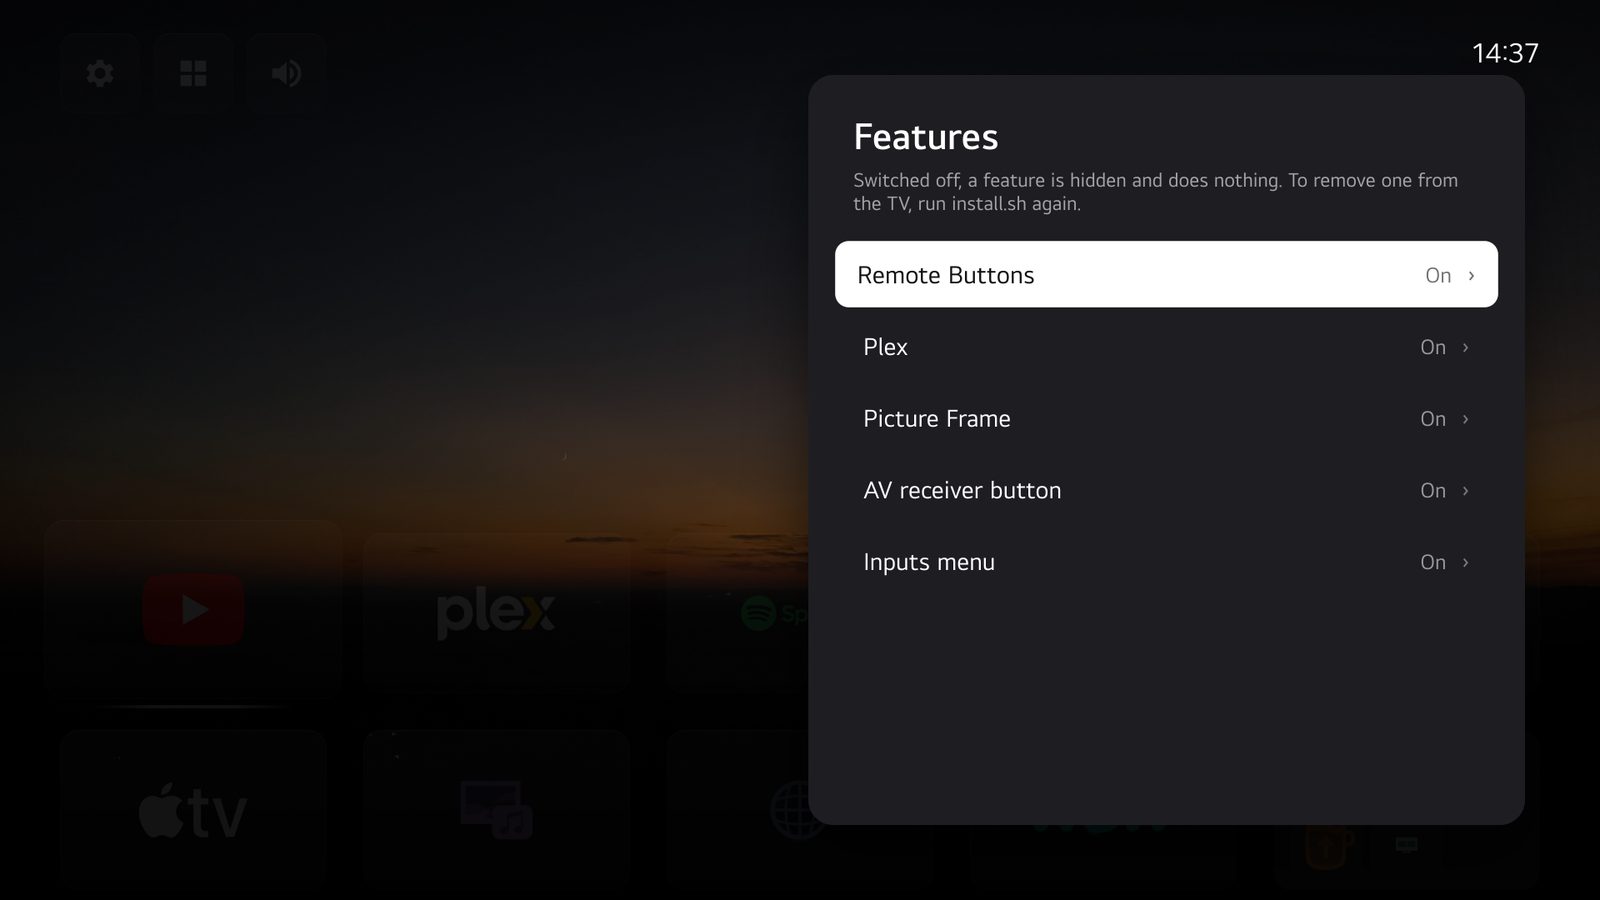 14:37
Features
Switched off, a feature is hidden and does nothing. To remove one from
the TV, run install.sh again.
Remote Buttons On ›
Plex On ›
Picture Frame On ›
AV receiver button On ›
Inputs menu On ›
plex
Sp
tv